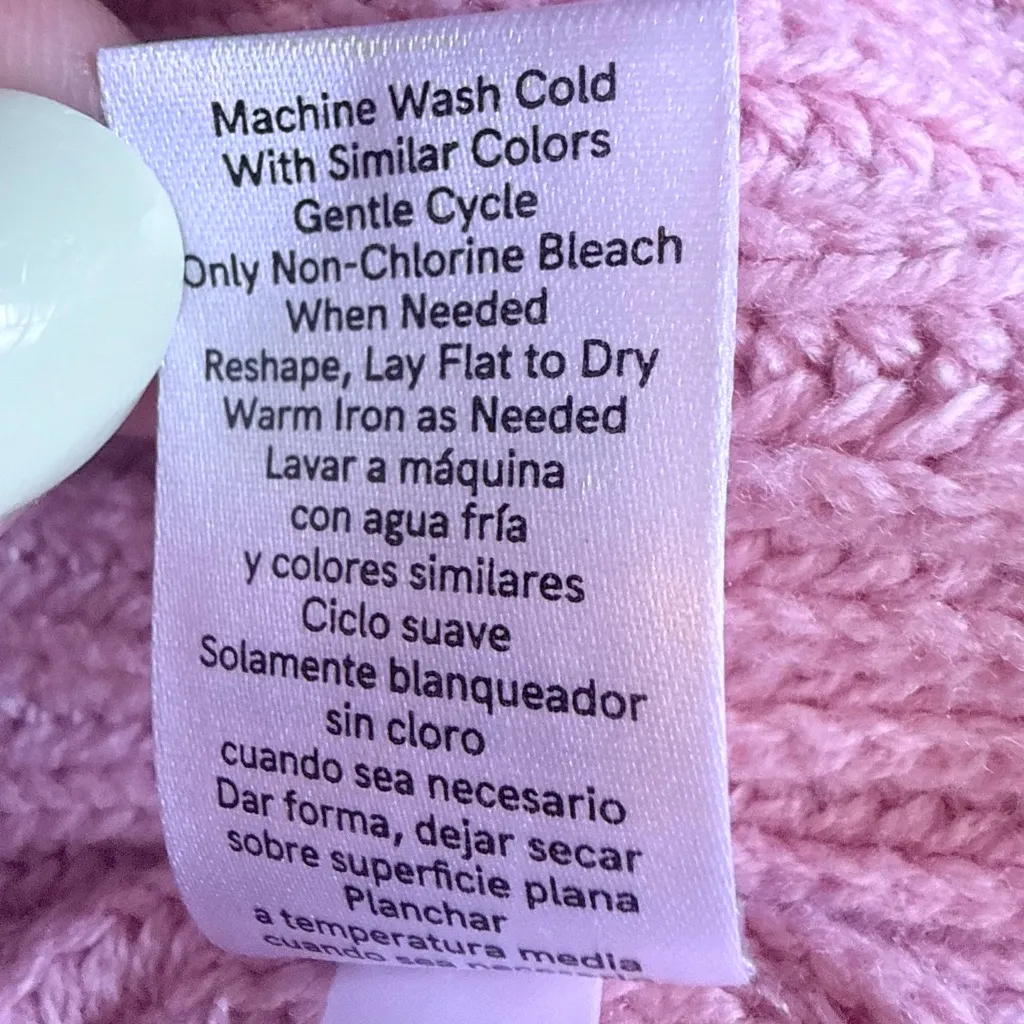 Machine Wash Cold
With Similar Colors
Gentle Cycle
Only Non-Chlorine Bleach
When Needed
Reshape, Lay Flat to Dry
Warm Iron as Needed
Lavar a máquina
con agua fría
y colores similares
Ciclo suave
Solamente blanqueador
sin cloro
cuando sea necesario
Dar forma, dejar secar
sobre superficie plana
Planchar
a temperatura media
cuando sea